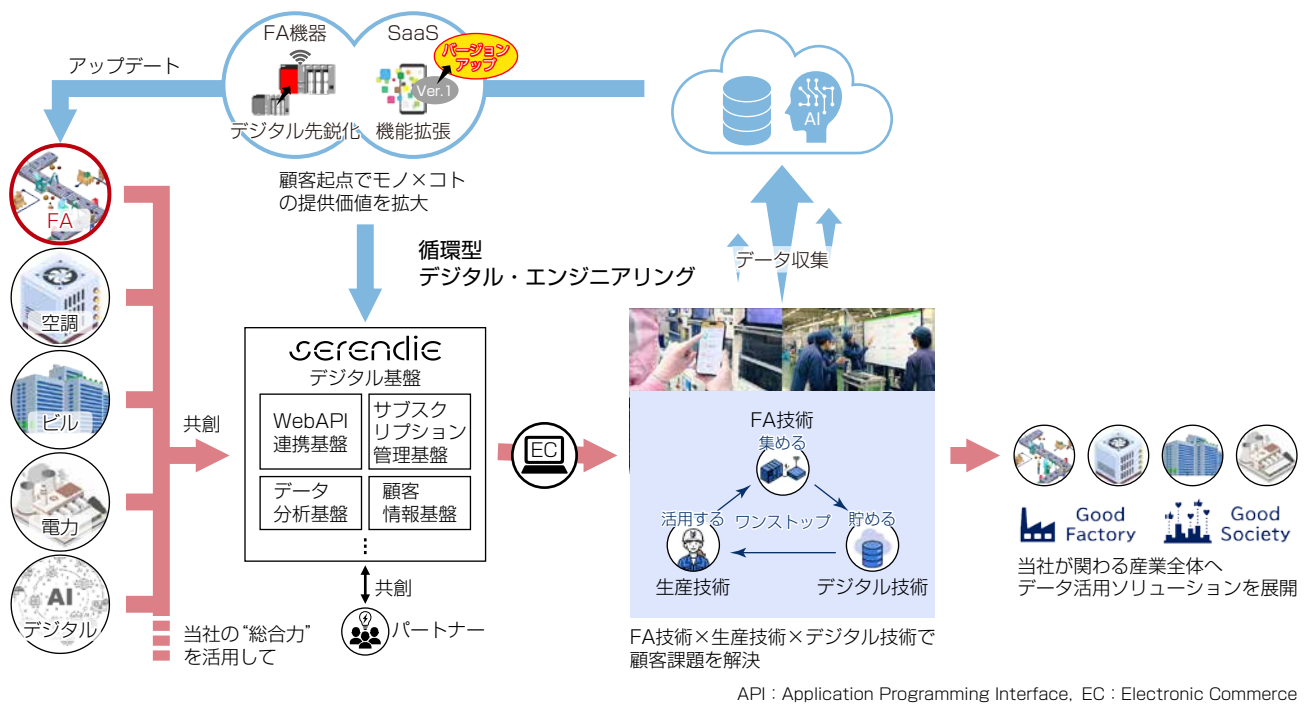 FA機器
SaaS
バージョン
アップ
Ver.1
アップデート
デジタル先鋭化
機能拡張
AI
顧客起点でモノ×コト
の提供価値を拡大
循環型
デジタル・エンジニアリング
データ収集
FA
空調
ビル
電力
AI
デジタル
共創
当社の“総合力”
を活用して
serendie
デジタル基盤
WebAPI
連携基盤
サブスク
リプション
管理基盤
データ
分析基盤
顧客
情報基盤
共創
パートナー
EC
FA技術
集める
活用する
ワンストップ
貯める
生産技術
デジタル技術
FA技術×生産技術×デジタル技術で
顧客課題を解決
Good
Factory
Good
Society
当社が関わる産業全体へ
データ活用ソリューションを展開
API：Application Programming Interface, EC：Electronic Commerce